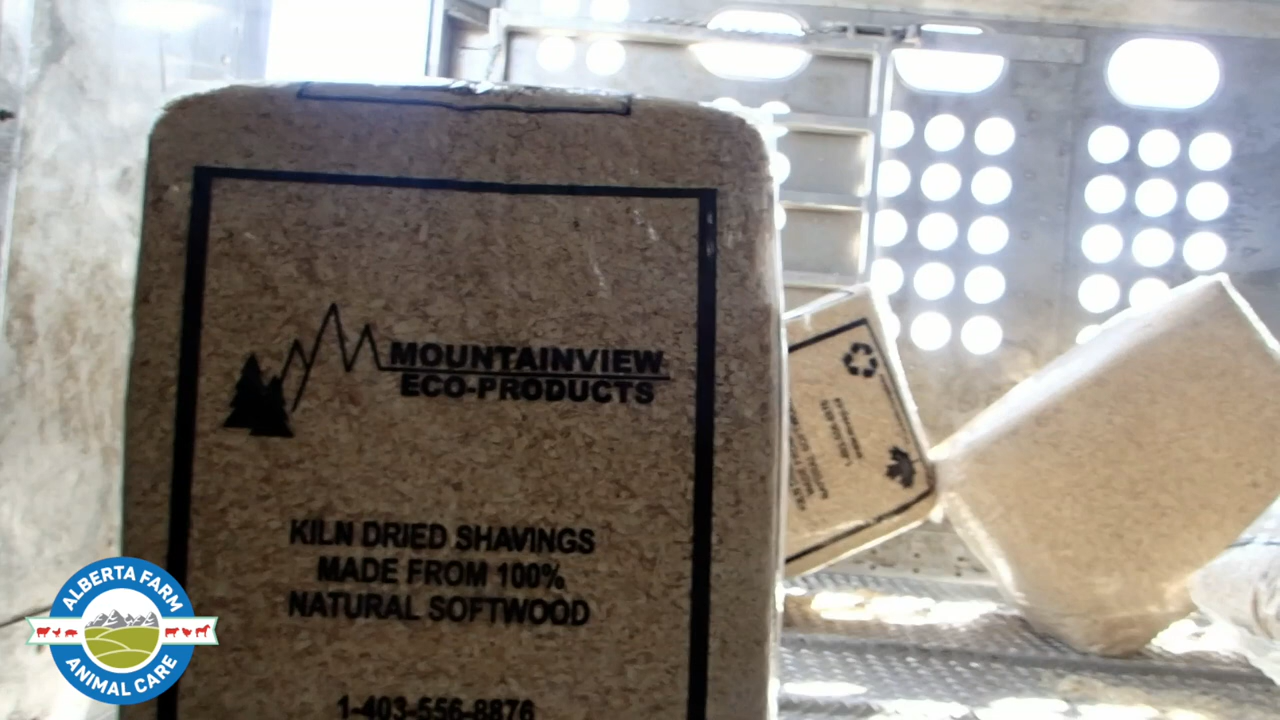 MOUNTAINVIEW
ECO-PRODUCTS
KILN DRIED SHAVINGS
MADE FROM 100%
NATURAL SOFTWOOD
1-403-556-8876
ALBERTA FARM
ANIMAL CARE